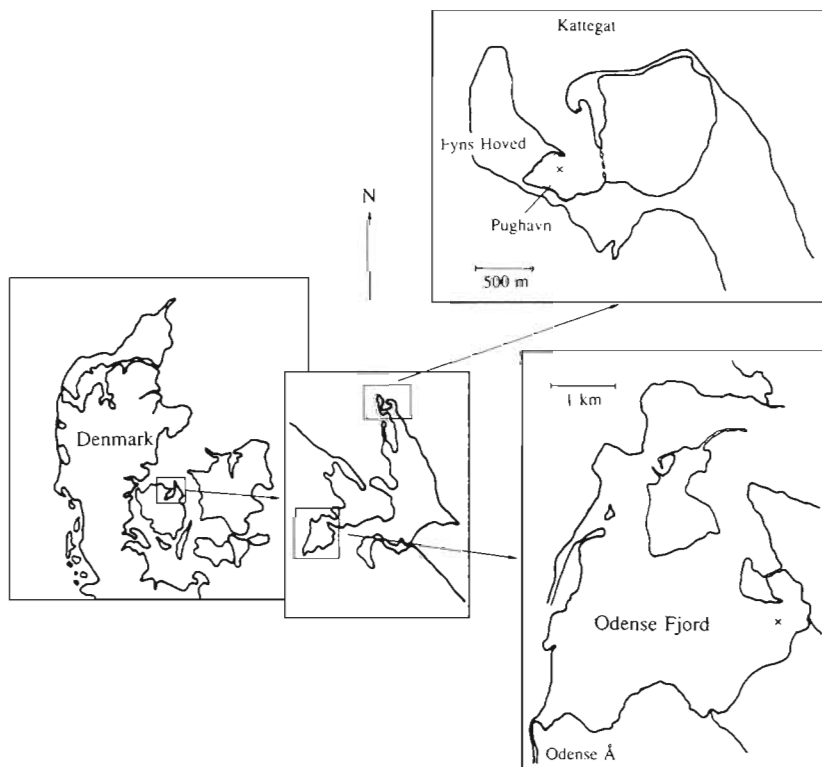 Kattegat
Fyns Hoved
Pughavn
500 m
N
Denmark
1 km
Odense Fjord
Odense Å